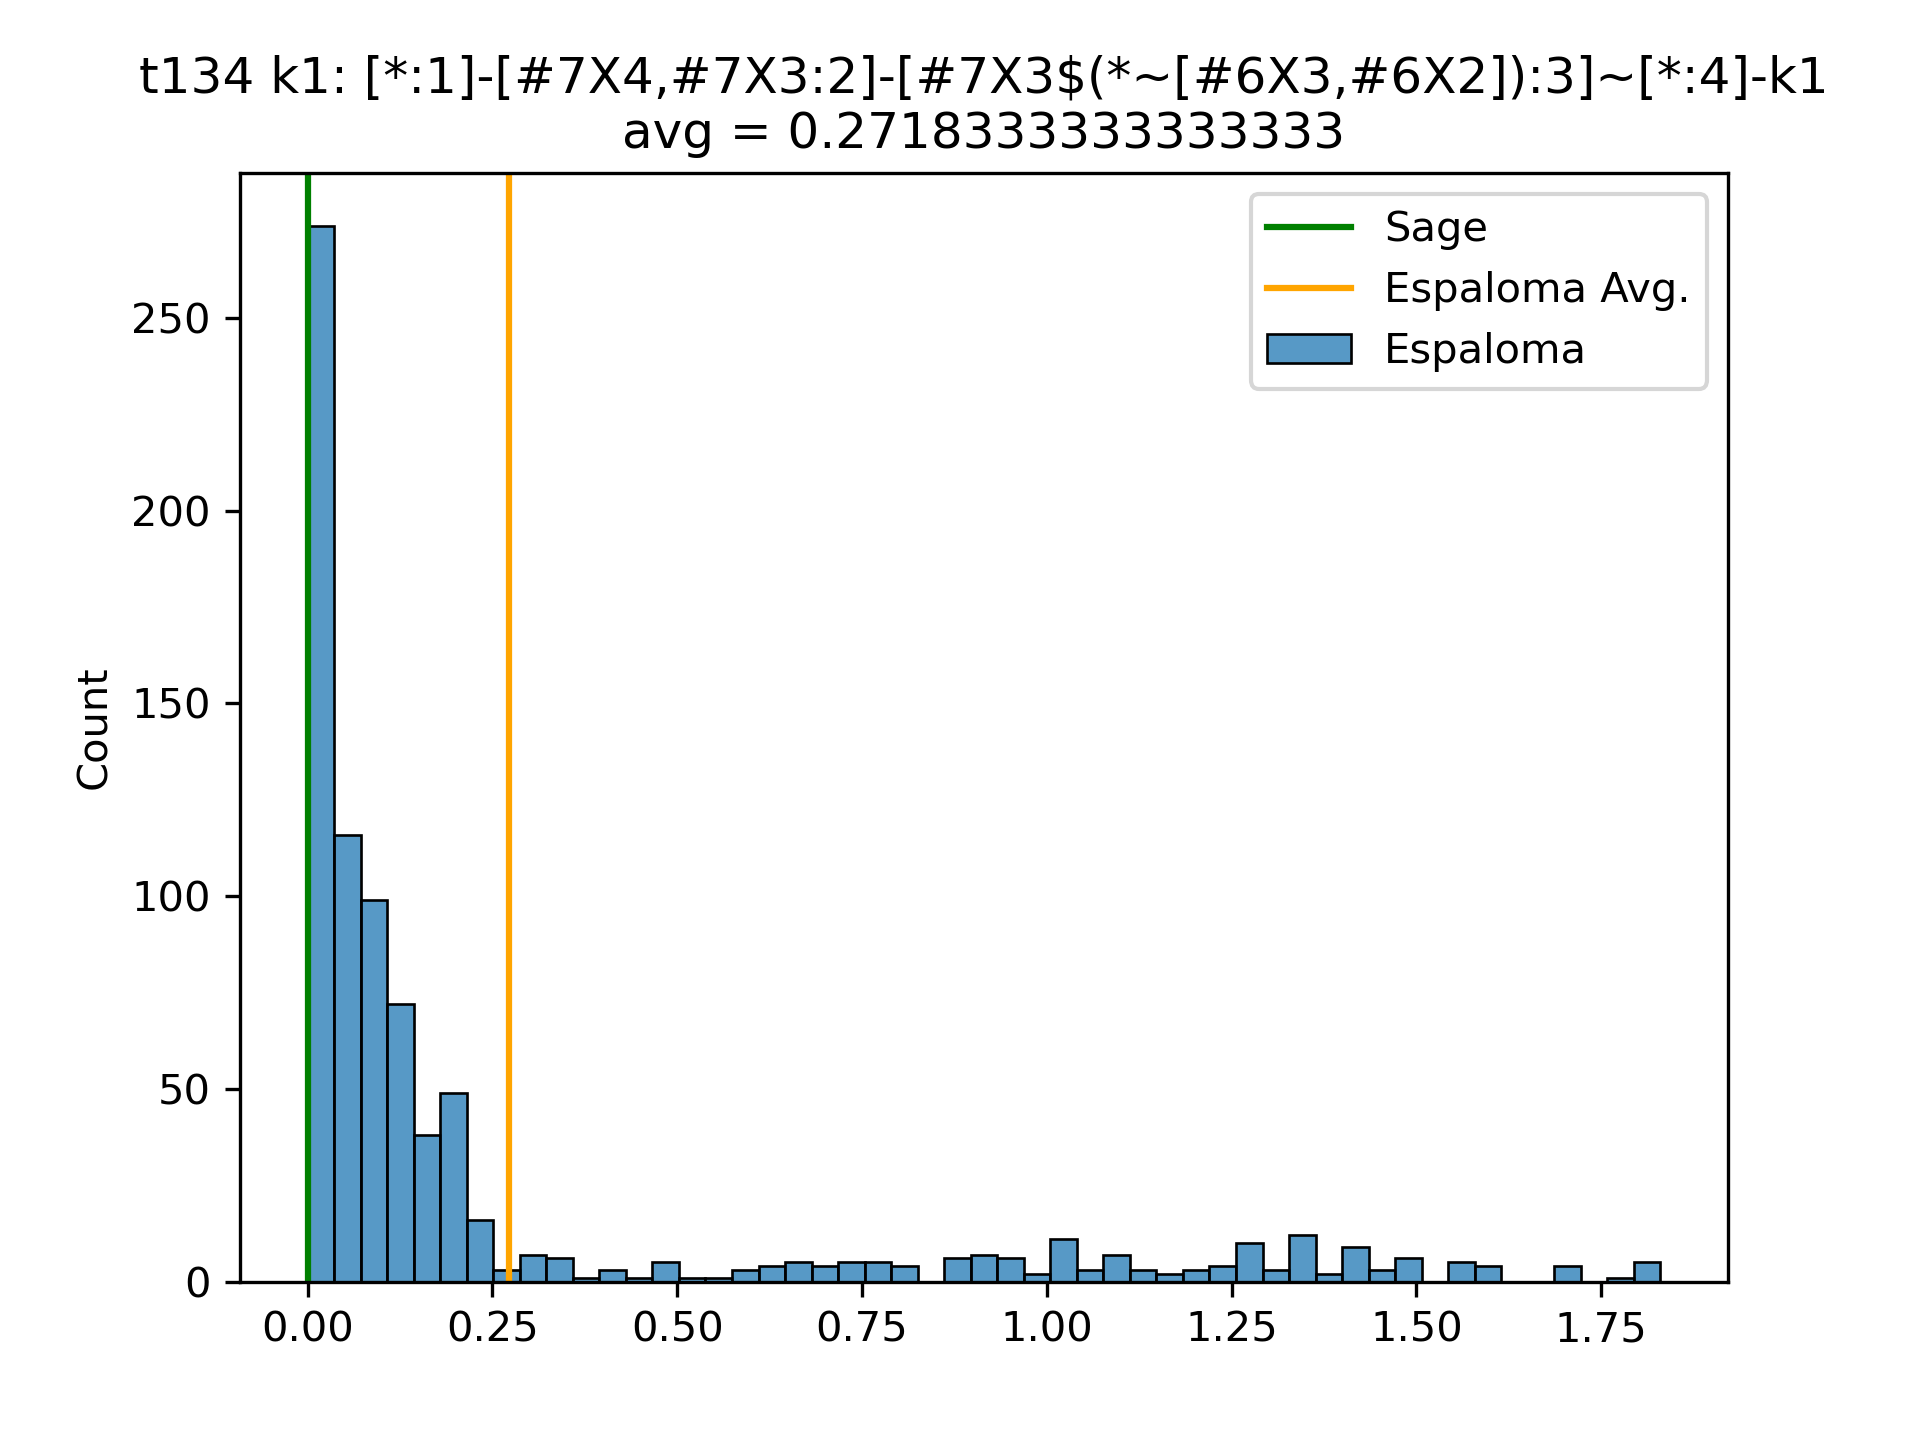 t134 k1: [*:1]-[#7X4,#7X3:2]-[#7X3$(*~[#6X3,#6X2]):3]~[*:4]-k1
avg = 0.2718333333333333
Sage
Espaloma Avg.
Espaloma
Count
250
200
150
100
50
0
0.00 0.25 0.50 0.75 1.00 1.25 1.50 1.75